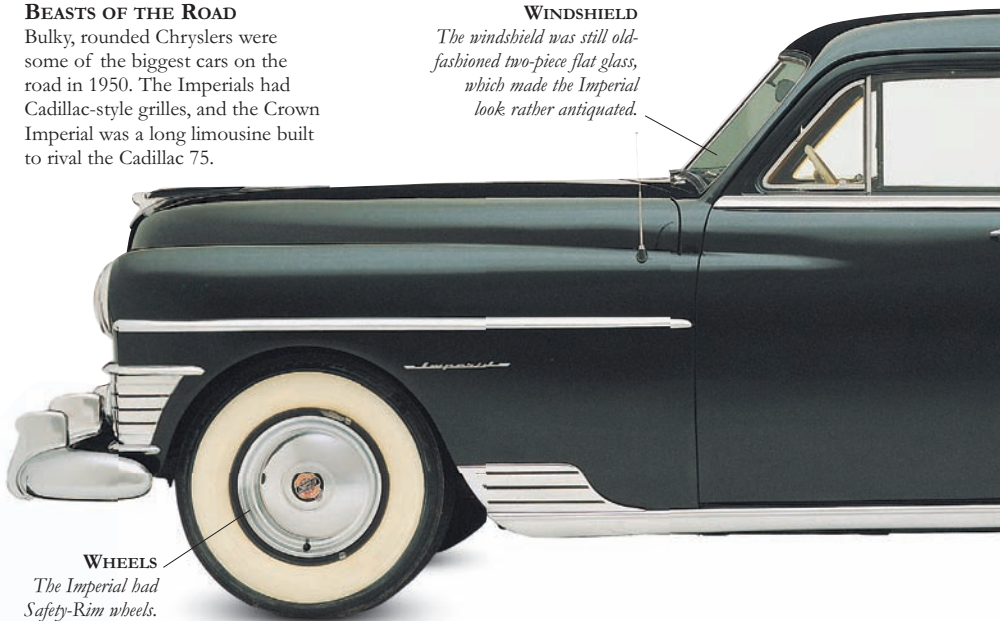 BEASTS OF THE ROAD
Bulky, rounded Chryslers were
some of the biggest cars on the
road in 1950. The Imperials had
Cadillac-style grilles, and the Crown
Imperial was a long limousine built
to rival the Cadillac 75.
WINDSHIELD
The windshield was still old-
fashioned two-piece flat glass,
which made the Imperial
look rather antiquated.
Imperial
WHEELS
The Imperial had
Safety-Rim wheels.